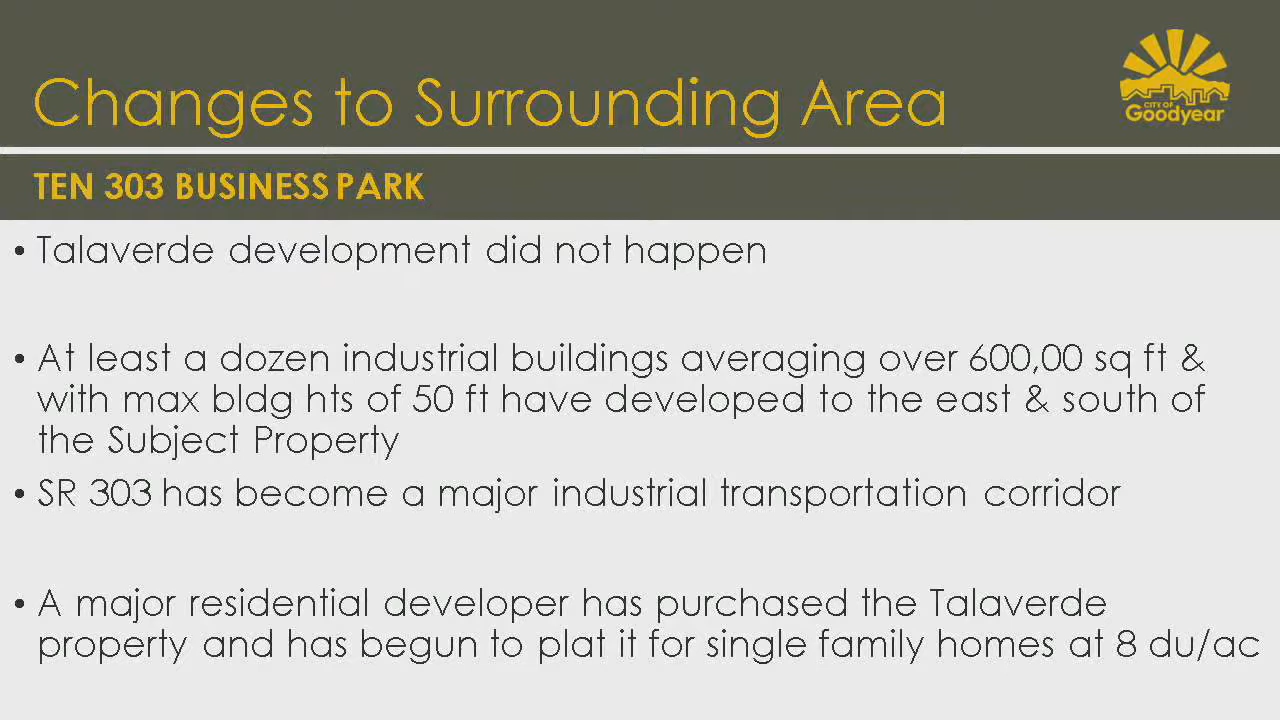 Changes to Surrounding Area
CITY OF
Goodyear
TEN 303 BUSINESS PARK
• Talaverde development did not happen
• At least a dozen industrial buildings averaging over 600,00 sq ft &
with max bldg hts of 50 ft have developed to the east & south of
the Subject Property
• SR 303 has become a major industrial transportation corridor
• A major residential developer has purchased the Talaverde
property and has begun to plat it for single family homes at 8 du/ac